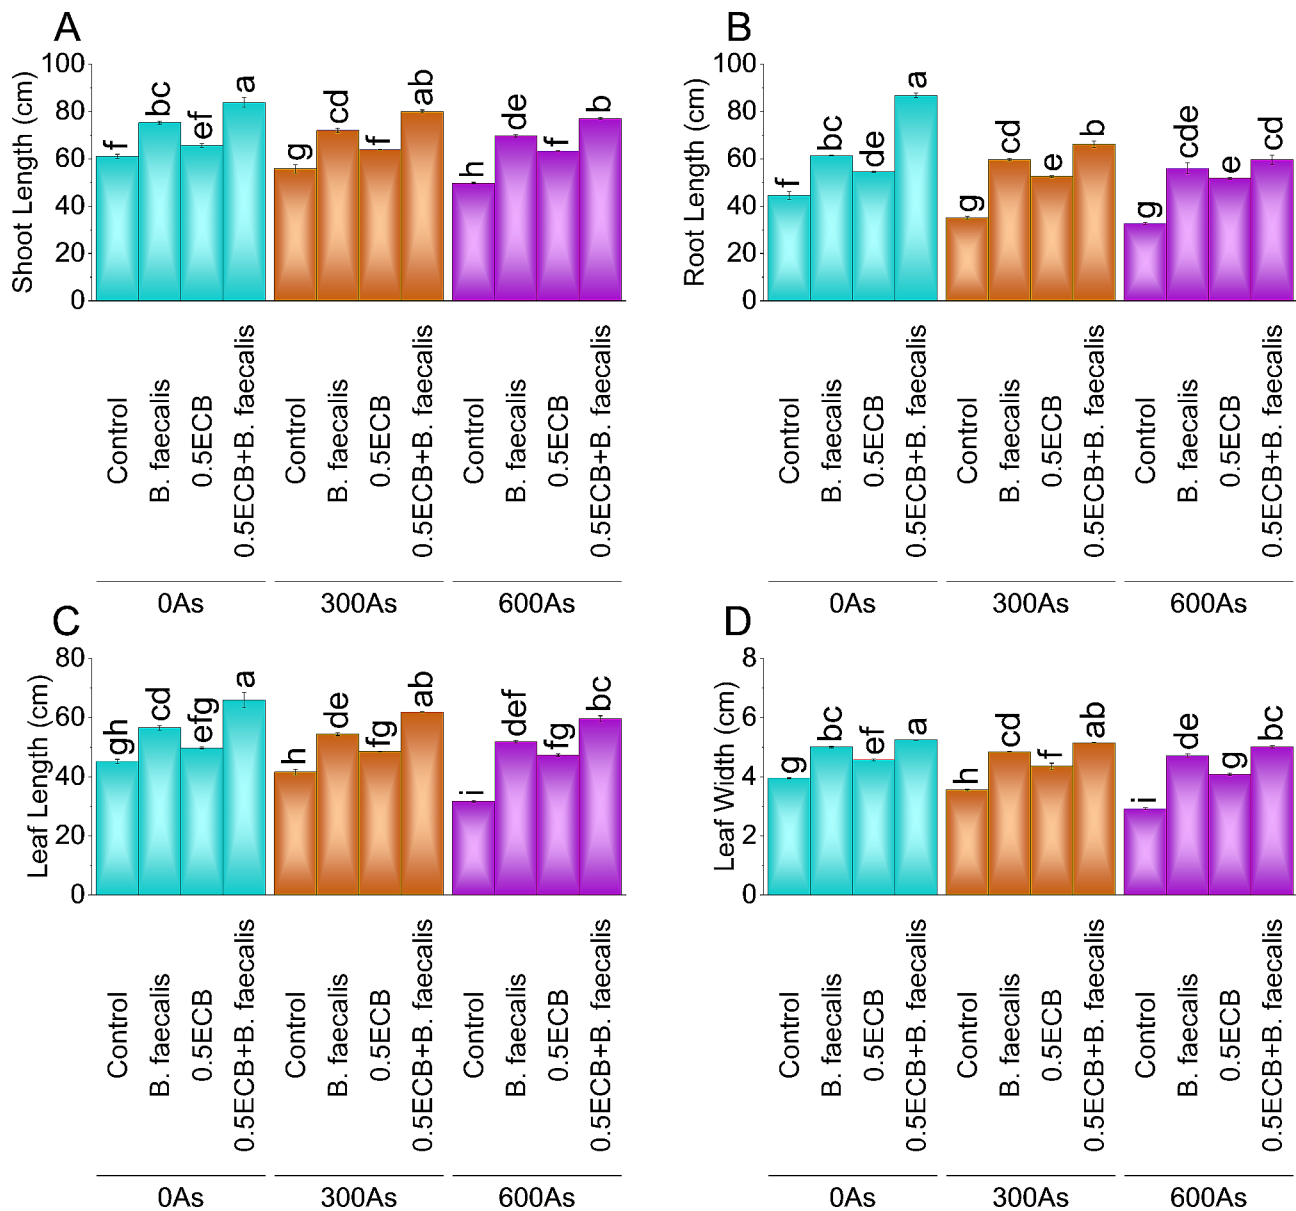 A
Shoot Length (cm)
100
80
60
40
20
0
f
bc
ef
a
g
cd
f
ab
h
de
f
b
Control
B. faecalis
0.5ECB
0.5ECB+B. faecalis
Control
B. faecalis
0.5ECB
0.5ECB+B. faecalis
Control
B. faecalis
0.5ECB
0.5ECB+B. faecalis
0As
300As
600As
B
Root Length (cm)
100
80
60
40
20
0
f
bc
de
a
g
cd
e
b
g
cde
e
cd
Control
B. faecalis
0.5ECB
0.5ECB+B. faecalis
Control
B. faecalis
0.5ECB
0.5ECB+B. faecalis
Control
B. faecalis
0.5ECB
0.5ECB+B. faecalis
0As
300As
600As
C
Leaf Length (cm)
80
60
40
20
0
gh
cd
efg
a
h
de
fg
ab
i
def
fg
bc
Control
B. faecalis
0.5ECB
0.5ECB+B. faecalis
Control
B. faecalis
0.5ECB
0.5ECB+B. faecalis
Control
B. faecalis
0.5ECB
0.5ECB+B. faecalis
0As
300As
600As
D
Leaf Width (cm)
8
6
4
2
0
g
bc
ef
a
h
cd
f
ab
i
de
g
bc
Control
B. faecalis
0.5ECB
0.5ECB+B. faecalis
Control
B. faecalis
0.5ECB
0.5ECB+B. faecalis
Control
B. faecalis
0.5ECB
0.5ECB+B. faecalis
0As
300As
600As